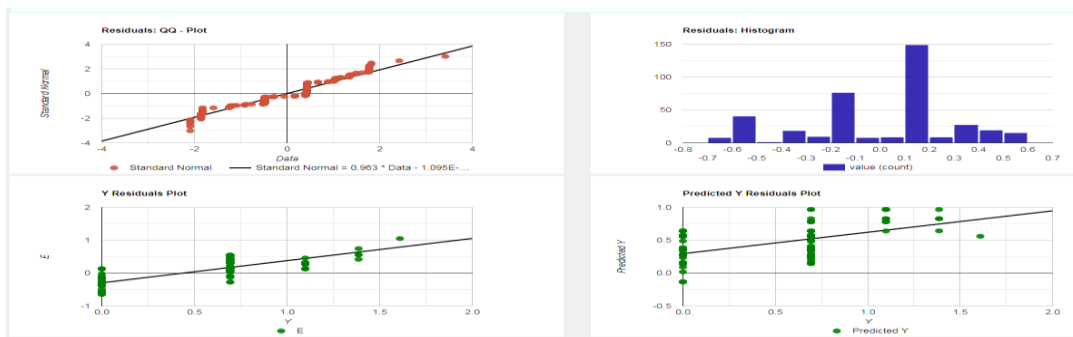 Residuals: QQ - Plot
4
2
0
-2
-4
-4 -2 0 2 4
Standard Normal
Data
Standard Normal Standard Normal = 0.963 * Data - 1.095E-...
Residuals: Histogram
150
100
50
0
-0.8 -0.6 -0.4 -0.2 0.0 0.2 0.4 0.6
-0.7 -0.5 -0.3 -0.1 0.1 0.3 0.5 0.7
value (count)
Y Residuals Plot
2
1
0
-1
0.0 0.5 1.0 1.5 2.0
E
Y
E
Predicted Y Residuals Plot
1.0
0.5
0.0
-0.5
0.0 0.5 1.0 1.5 2.0
Predicted Y
Y
Predicted Y